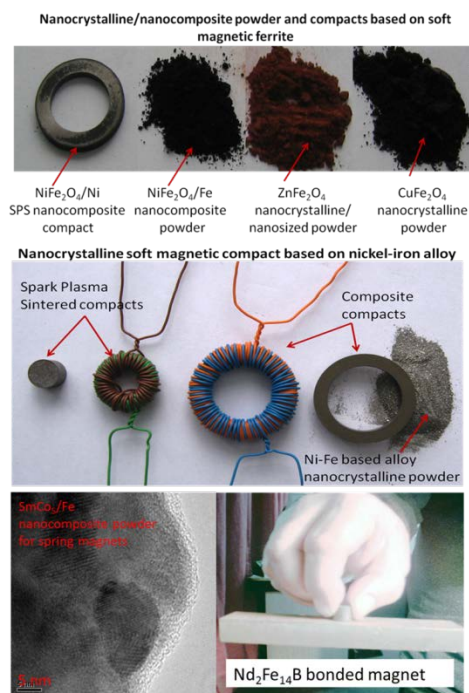 Nanocrystalline/nanocomposite powder and compacts based on soft
magnetic ferrite
NiFe₂O₄/Ni
SPS nanocomposite
compact
NiFe₂O₄/Fe
nanocomposite
powder
ZnFe₂O₄
nanocrystalline/
nanosized powder
CuFe₂O₄
nanocrystalline
powder
Nanocrystalline soft magnetic compact based on nickel-iron alloy
Spark Plasma
Sintered compacts
Composite
compacts
Ni-Fe based alloy
nanocrystalline powder
SmCo₅/Fe
nanocomposite powder
for spring magnets
5 nm
Nd₂Fe₁₄B bonded magnet